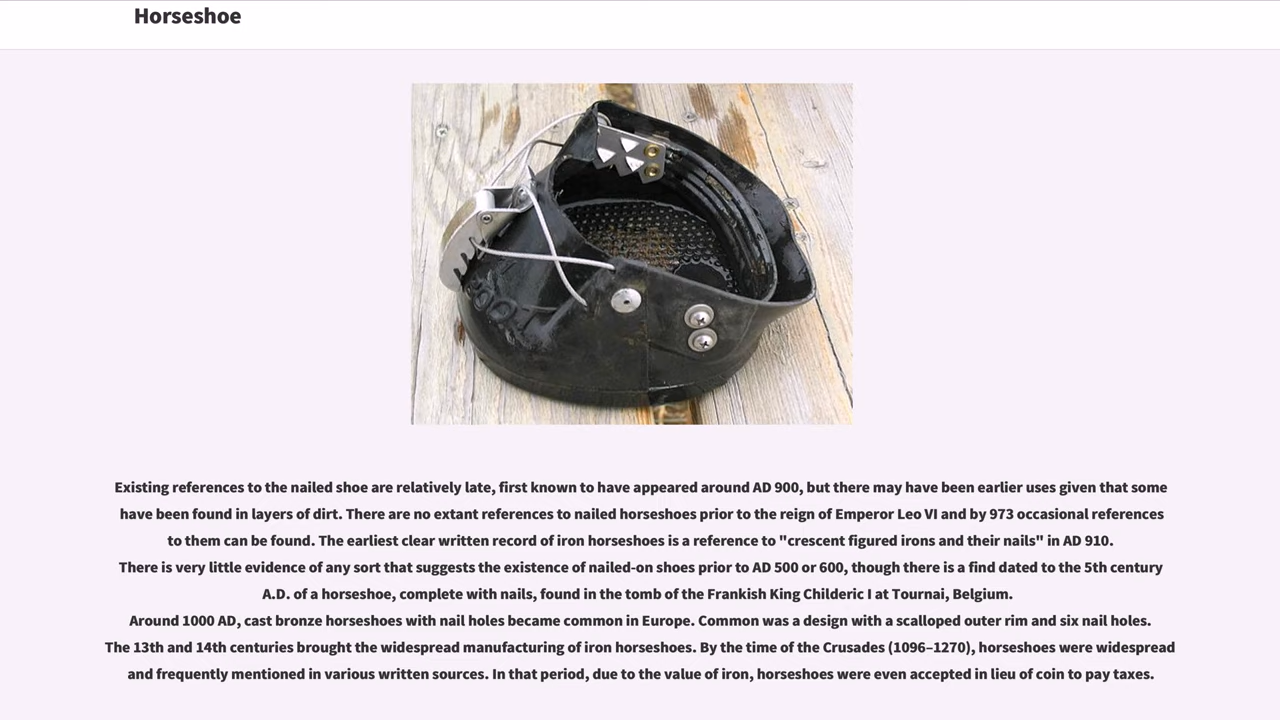 Horseshoe
Existing references to the nailed shoe are relatively late, first known to have appeared around AD 900, but there may have been earlier uses given that some
have been found in layers of dirt. There are no extant references to nailed horseshoes prior to the reign of Emperor Leo VI and by 973 occasional references
to them can be found. The earliest clear written record of iron horseshoes is a reference to "crescent figured irons and their nails" in AD 910.
There is very little evidence of any sort that suggests the existence of nailed-on shoes prior to AD 500 or 600, though there is a find dated to the 5th century
A.D. of a horseshoe, complete with nails, found in the tomb of the Frankish King Childeric I at Tournai, Belgium.
Around 1000 AD, cast bronze horseshoes with nail holes became common in Europe. Common was a design with a scalloped outer rim and six nail holes.
The 13th and 14th centuries brought the widespread manufacturing of iron horseshoes. By the time of the Crusades (1096–1270), horseshoes were widespread
and frequently mentioned in various written sources. In that period, due to the value of iron, horseshoes were even accepted in lieu of coin to pay taxes.